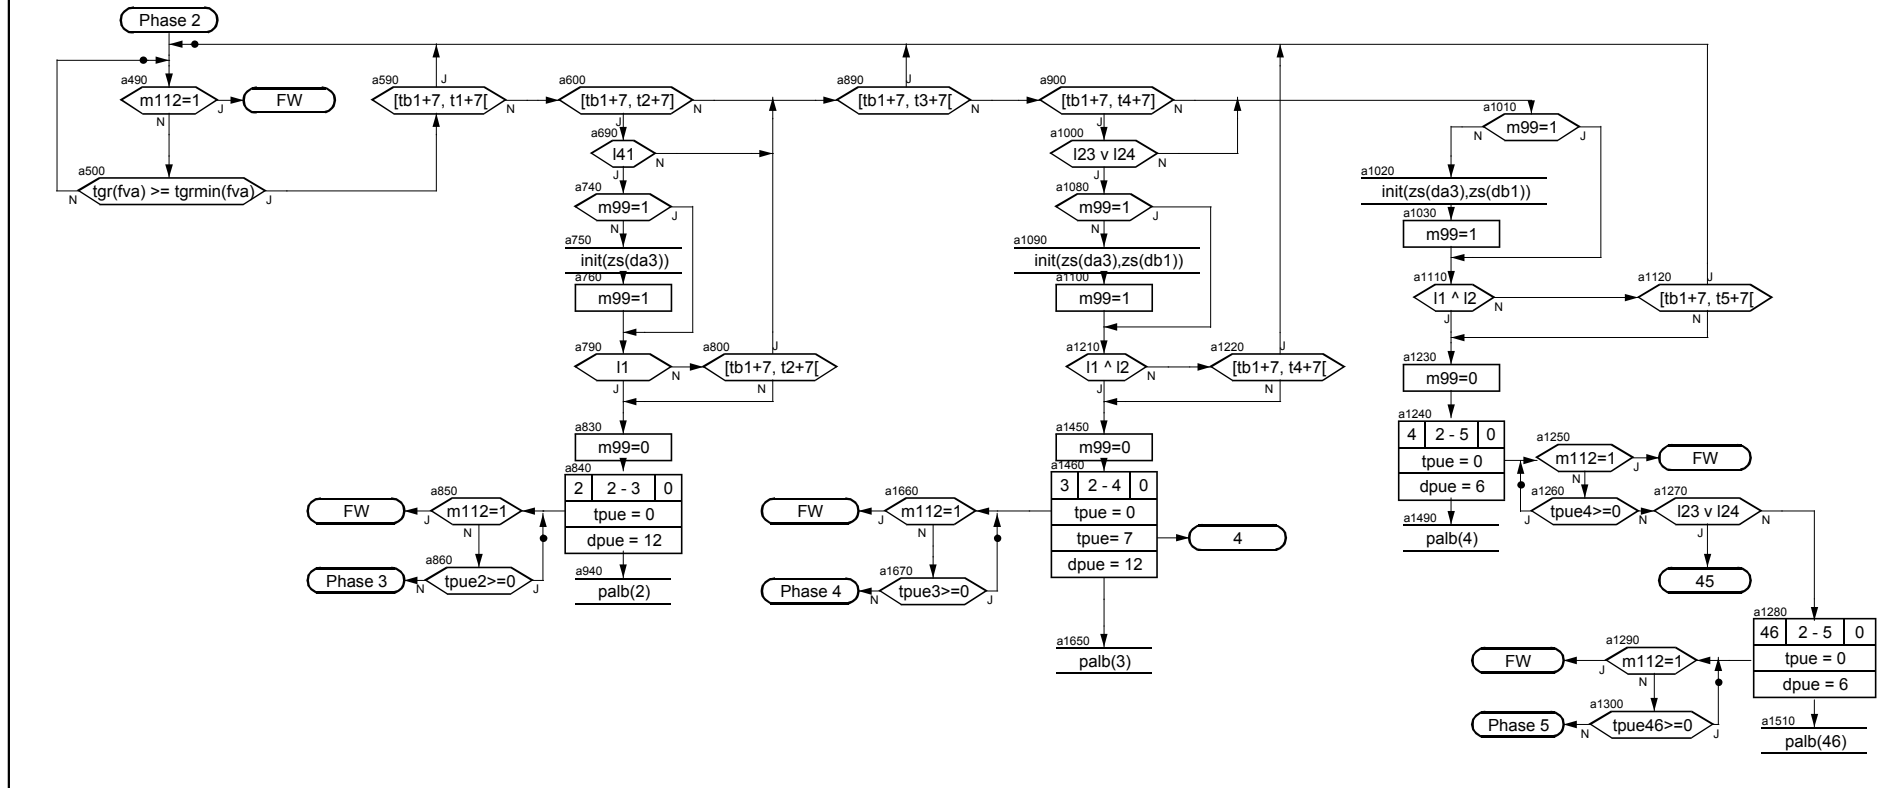 Phase 2
a490
m112=1
J
FW
N
a500
tgr(fva) >= tgrmin(fva)
N
J
a590
J
[tb1+7, t1+7[
N
a600
[tb1+7, t2+7]
N
J
a690
l41
N
J
a740
m99=1
J
N
a750
init(zs(da3))
a760
m99=1
a790
l1
N
J
a800
J
[tb1+7, t2+7[
N
a830
m99=0
a840
2
2 - 3
0
tpue = 0
dpue = 12
a850
m112=1
J
FW
N
a860
tpue2>=0
N
J
Phase 3
a940
palb(2)
a890
J
[tb1+7, t3+7[
N
a900
[tb1+7, t4+7]
N
J
a1000
l23 v l24
N
J
a1080
m99=1
J
N
a1090
init(zs(da3),zs(db1))
a1100
m99=1
a1210
l1 ^ l2
N
J
a1220
J
[tb1+7, t4+7[
N
a1450
m99=0
a1460
3
2 - 4
0
tpue = 0
tpue= 7
dpue = 12
4
a1660
m112=1
J
FW
N
a1670
tpue3>=0
N
J
Phase 4
a1650
palb(3)
a1010
m99=1
N
J
a1020
init(zs(da3),zs(db1))
a1030
m99=1
a1110
l1 ^ l2
N
J
a1120
J
[tb1+7, t5+7[
N
a1230
m99=0
a1240
4
2 - 5
0
tpue = 0
dpue = 6
a1250
m112=1
J
FW
N
a1260
tpue4>=0
J
N
a1270
l23 v l24
N
J
45
a1490
palb(4)
a1280
46
2 - 5
0
tpue = 0
dpue = 6
a1290
m112=1
J
FW
N
a1300
tpue46>=0
N
J
Phase 5
a1510
palb(46)